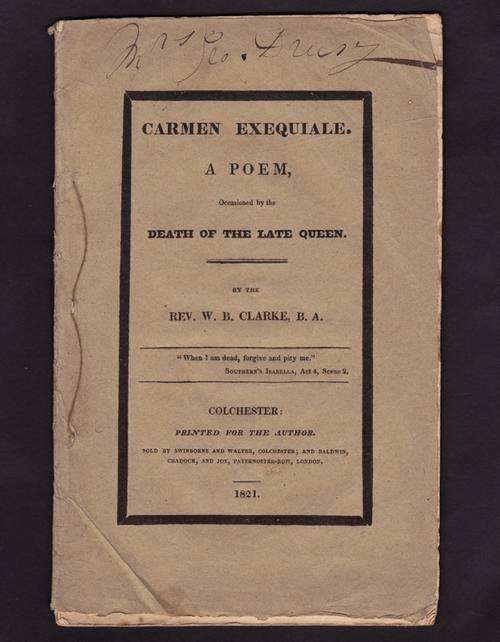 Mrs Geo. Drury
CARMEN EXEQUIALE.
A POEM,
Occasioned by the
DEATH OF THE LATE QUEEN.
BY THE
REV. W. B. CLARKE, B. A.
"When I am dead, forgive and pity me."
SOUTHERN'S ISABELLA, Act 4, Scene 2.
COLCHESTER:
PRINTED FOR THE AUTHOR.
SOLD BY SWINBORNE AND WALTER, COLCHESTER; AND BALDWIN,
CRADOCK, AND JOY, PATERNOSTER-ROW, LONDON.
1821.